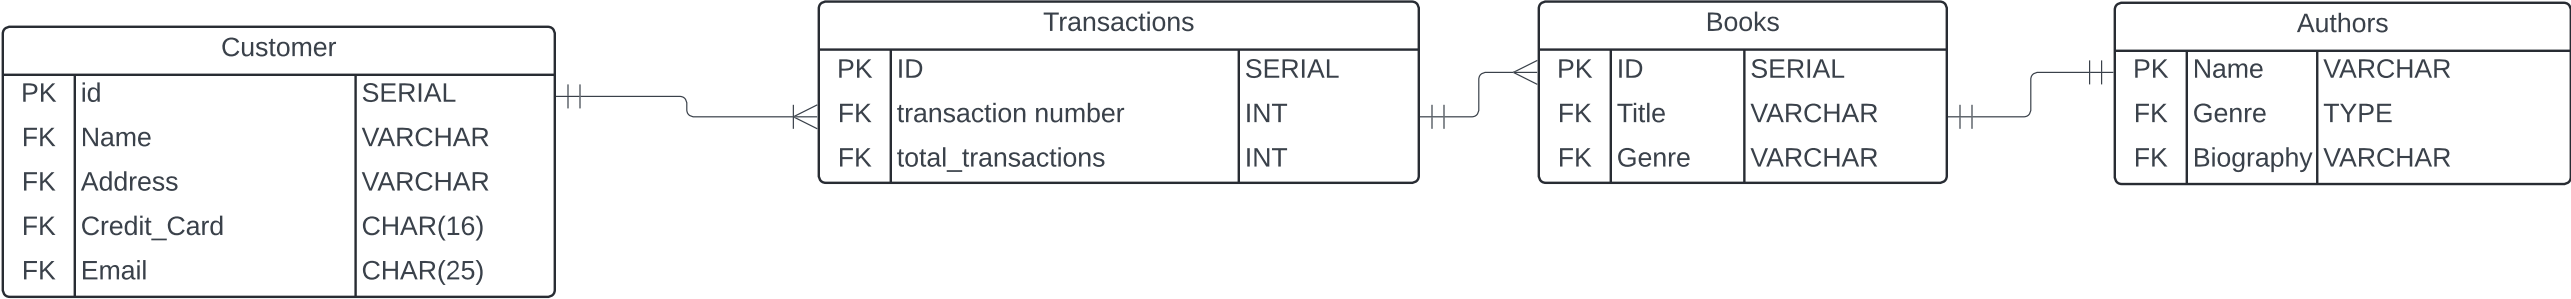 Customer
PK id SERIAL
FK Name VARCHAR
FK Address VARCHAR
FK Credit_Card CHAR(16)
FK Email CHAR(25)
Transactions
PK ID SERIAL
FK transaction number INT
FK total_transactions INT
Books
PK ID SERIAL
FK Title VARCHAR
FK Genre VARCHAR
Authors
PK Name VARCHAR
FK Genre TYPE
FK Biography VARCHAR